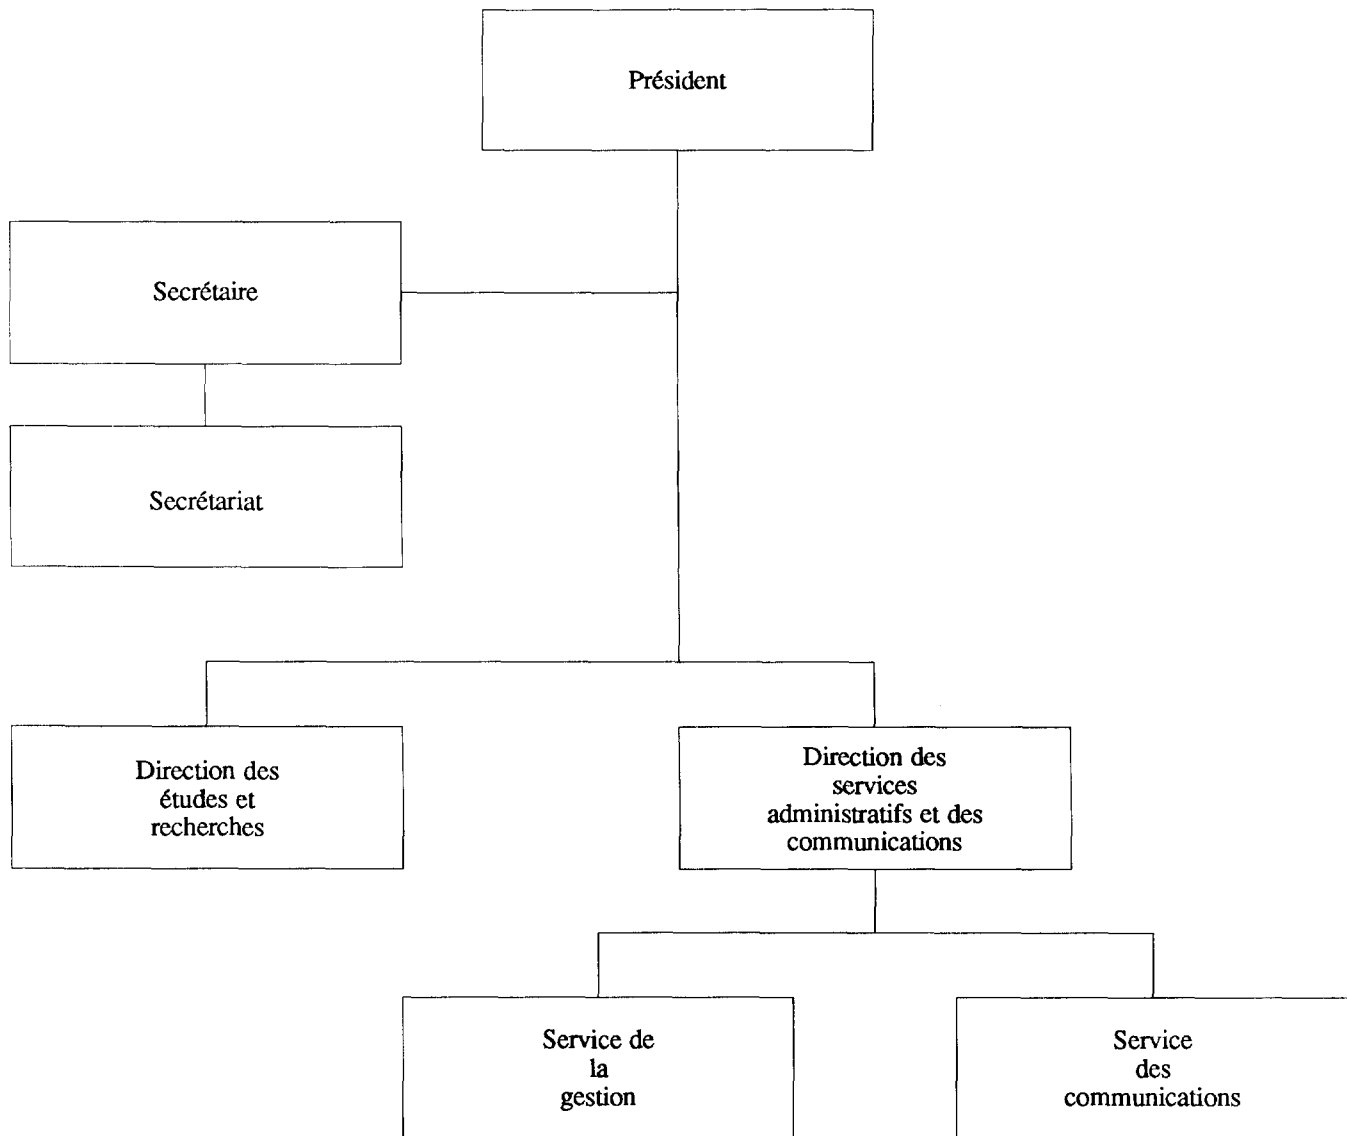 Président
Secrétaire
Secrétariat
Direction des
études et
recherches
Direction des
services
administratifs et des
communications
Service de
la
gestion
Service
des
communications